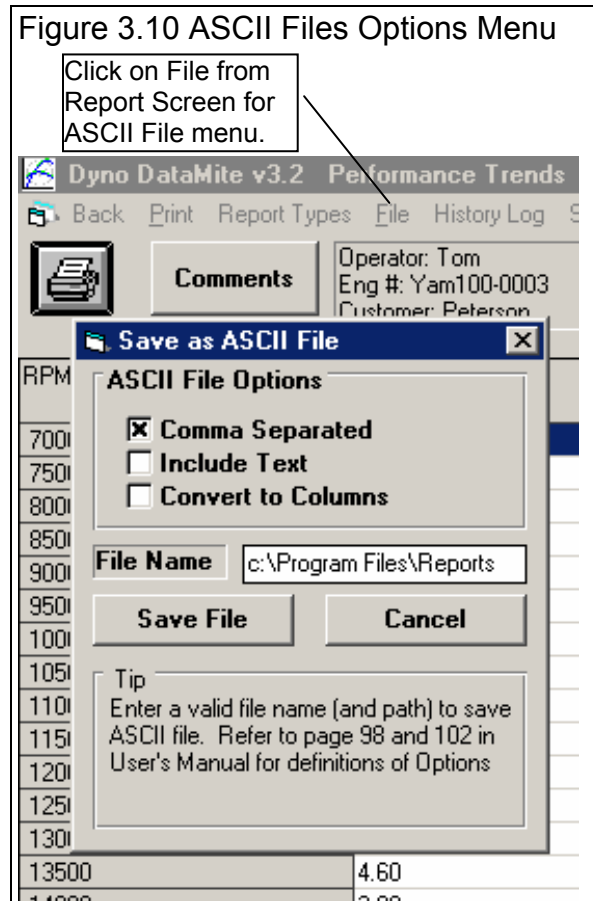 Figure 3.10 ASCII Files Options Menu
Click on File from
Report Screen for
ASCII File menu.
Dyno DataMite v3.2 Performance Trends
Back Print Report Types File History Log S
Comments
Operator: Tom
Eng #: Yam100-0003
Customer: Peterson
Save as ASCII File
RPM
ASCII File Options
Comma Separated
Include Text
Convert to Columns
File Name c:\Program Files\Reports
Save File Cancel
Tip
Enter a valid file name (and path) to save
ASCII file. Refer to page 98 and 102 in
User's Manual for definitions of Options
13500 4.60